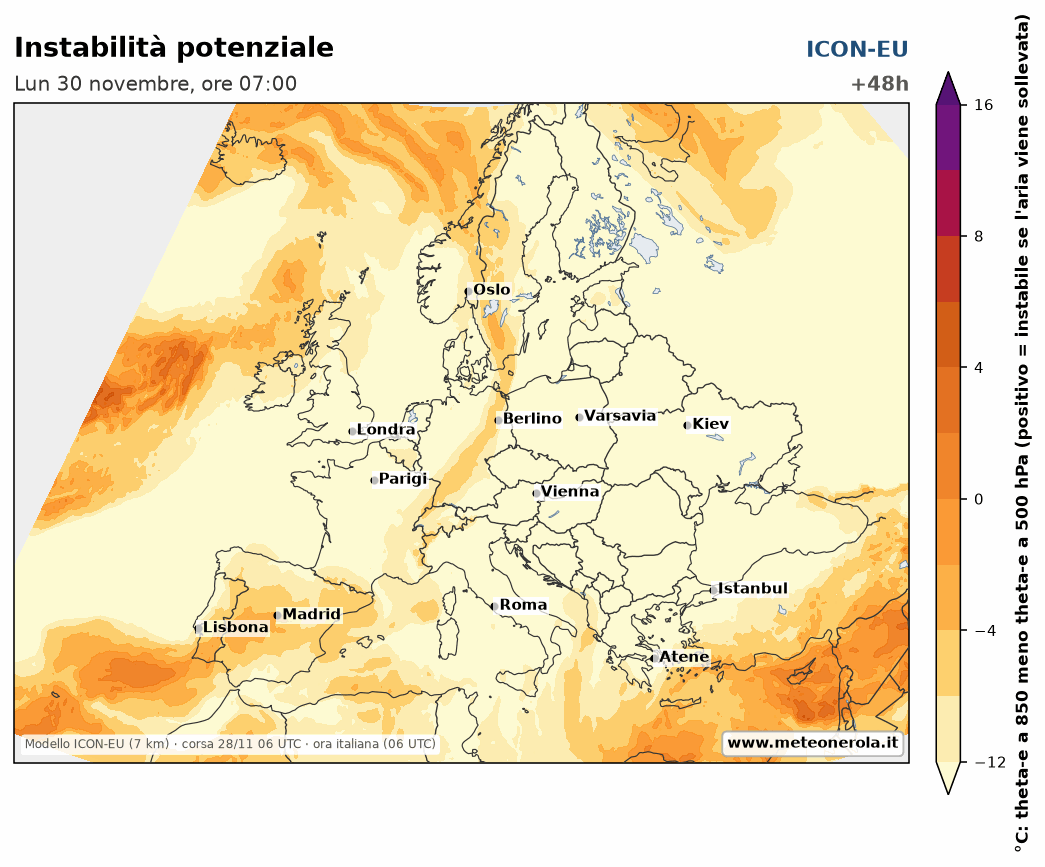 Instabilità potenziale
ICON-EU
Lun 30 novembre, ore 07:00
+48h
16
8
4
0
−4
−12
°C: theta-e a 850 meno theta-e a 500 hPa (positivo = instabile se l'aria viene sollevata)
Oslo
Berlino
Varsavia
Kiev
Londra
Parigi
Vienna
Istanbul
Roma
Madrid
Lisbona
Atene
Modello ICON-EU (7 km) · corsa 28/11 06 UTC · ora italiana (06 UTC)
www.meteonerola.it